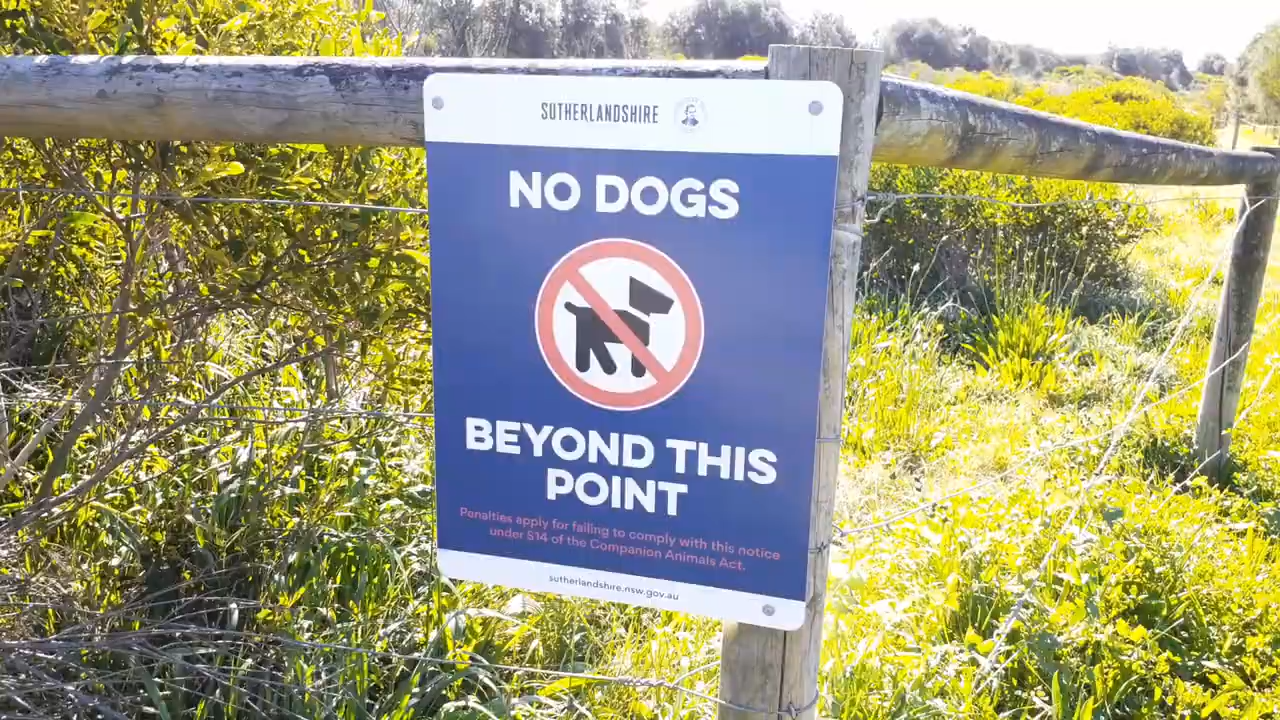 SUTHERLANDSHIRE
NO DOGS
BEYOND THIS
POINT
Penalties apply for failing to comply with this notice
under S14 of the Companion Animals Act.
sutherlandshire.nsw.gov.au